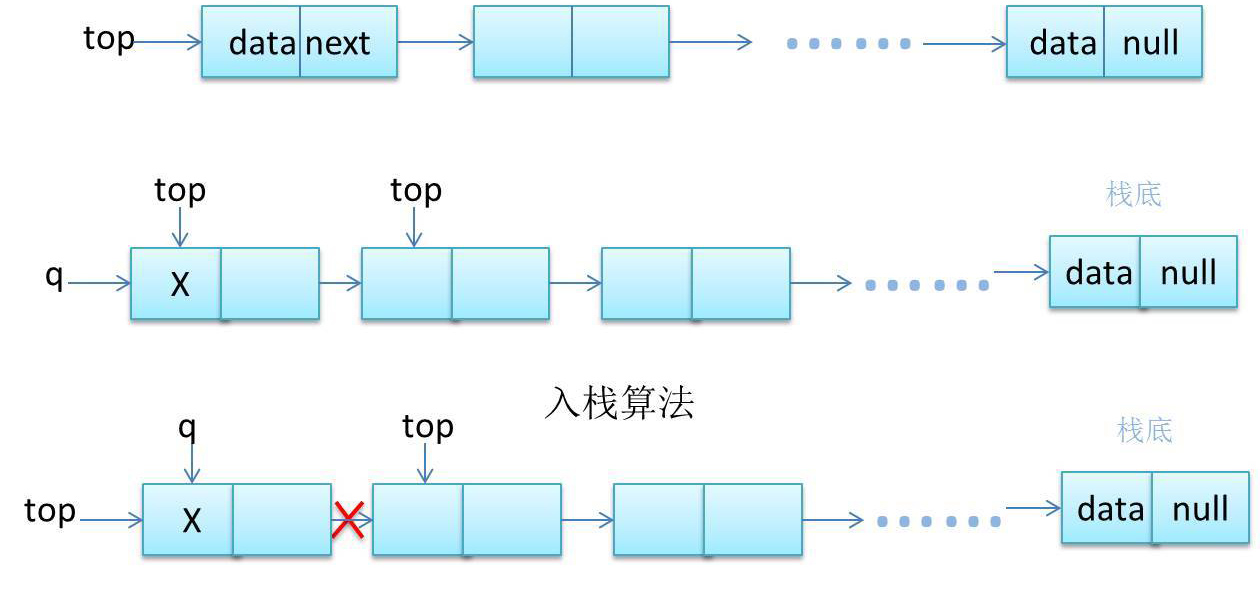 top data next data null
top top 栈底
q X data null
入栈算法
q top 栈底
top X data null